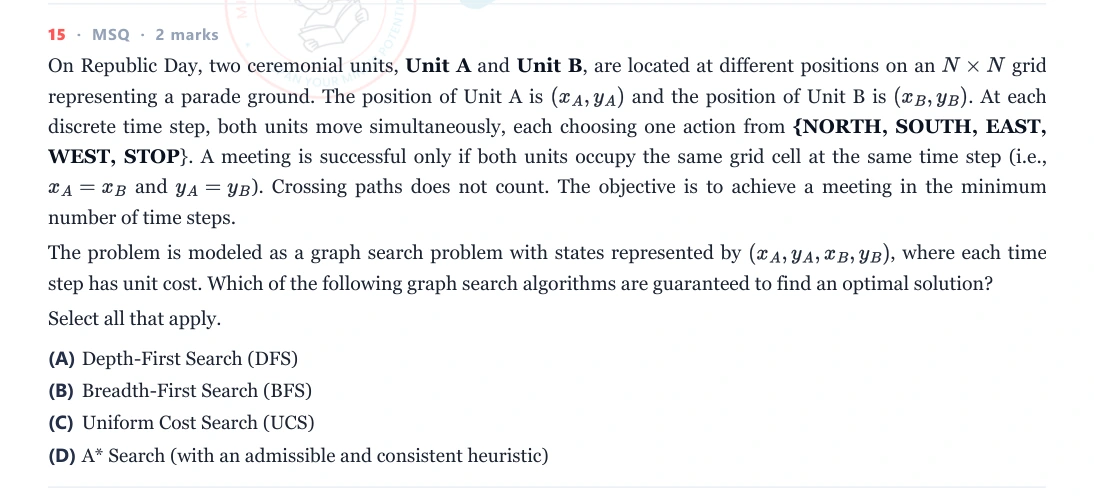 15 · MSQ · 2 marks
On Republic Day, two ceremonial units, Unit A and Unit B, are located at different positions on an N × N grid
representing a parade ground. The position of Unit A is (x_A, y_A) and the position of Unit B is (x_B, y_B). At each
discrete time step, both units move simultaneously, each choosing one action from {NORTH, SOUTH, EAST,
WEST, STOP}. A meeting is successful only if both units occupy the same grid cell at the same time step (i.e.,
x_A = x_B and y_A = y_B). Crossing paths does not count. The objective is to achieve a meeting in the minimum
number of time steps.
The problem is modeled as a graph search problem with states represented by (x_A, y_A, x_B, y_B), where each time
step has unit cost. Which of the following graph search algorithms are guaranteed to find an optimal solution?
Select all that apply.
(A) Depth-First Search (DFS)
(B) Breadth-First Search (BFS)
(C) Uniform Cost Search (UCS)
(D) A* Search (with an admissible and consistent heuristic)